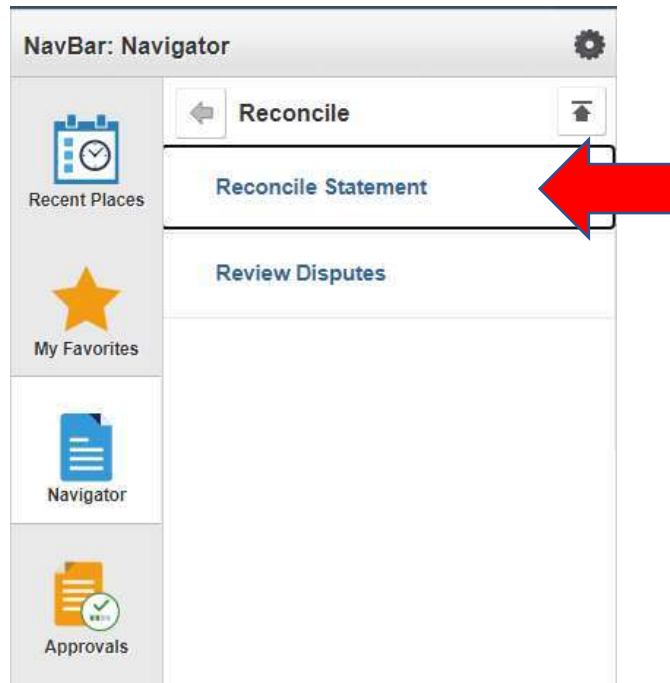 NavBar: Navigator
Recent Places
My Favorites
Navigator
Approvals
Reconcile
Reconcile Statement
Review Disputes